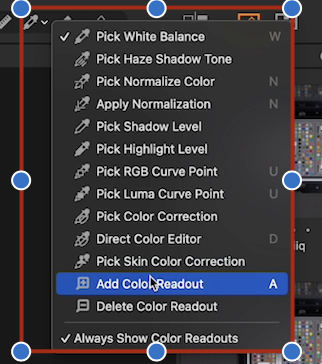 ✓ Pick White Balance W
Pick Haze Shadow Tone
Pick Normalize Color N
Apply Normalization N
Pick Shadow Level
Pick Highlight Level
Pick RGB Curve Point U
Pick Luma Curve Point U
Pick Color Correction
Direct Color Editor D
Pick Skin Color Correction
Add Color Readout A
Delete Color Readout
✓ Always Show Color Readouts